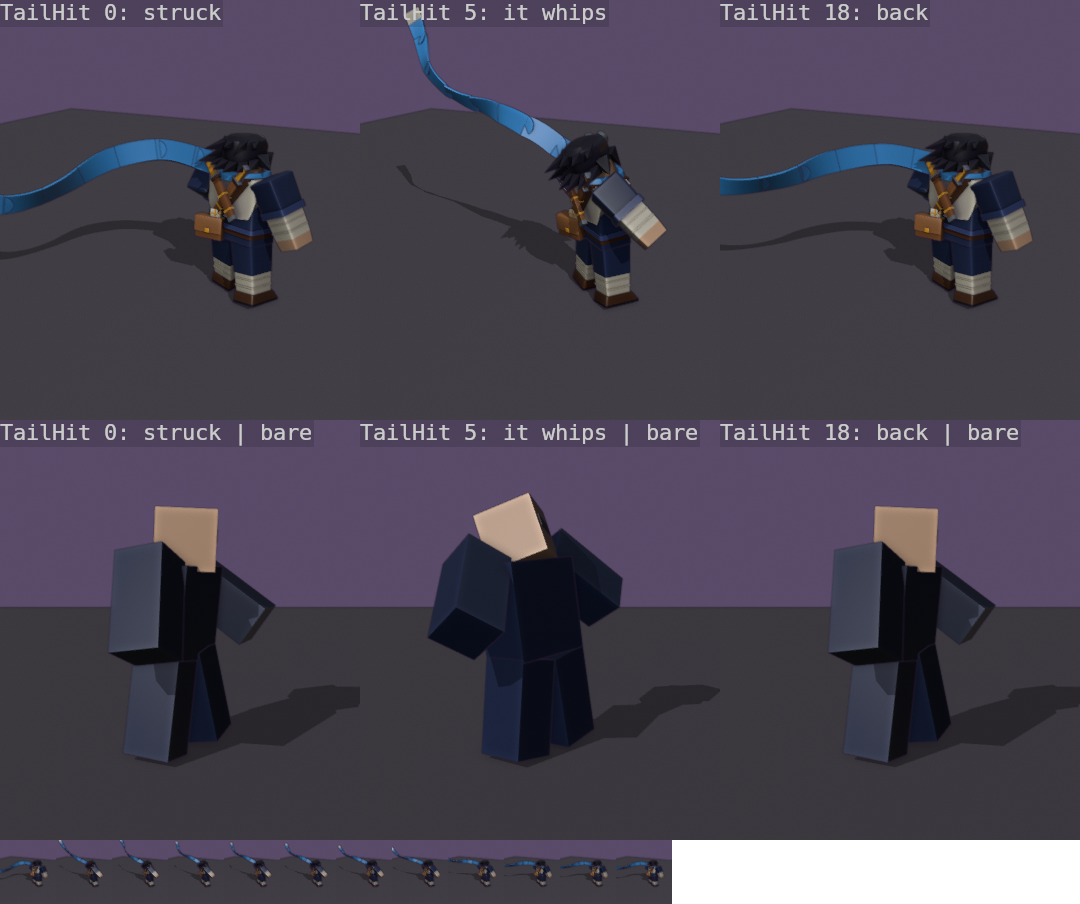 TailHit 0: struck
TailHit 5: it whips
TailHit 18: back
TailHit 0: struck | bare
TailHit 5: it whips | bare
TailHit 18: back | bare